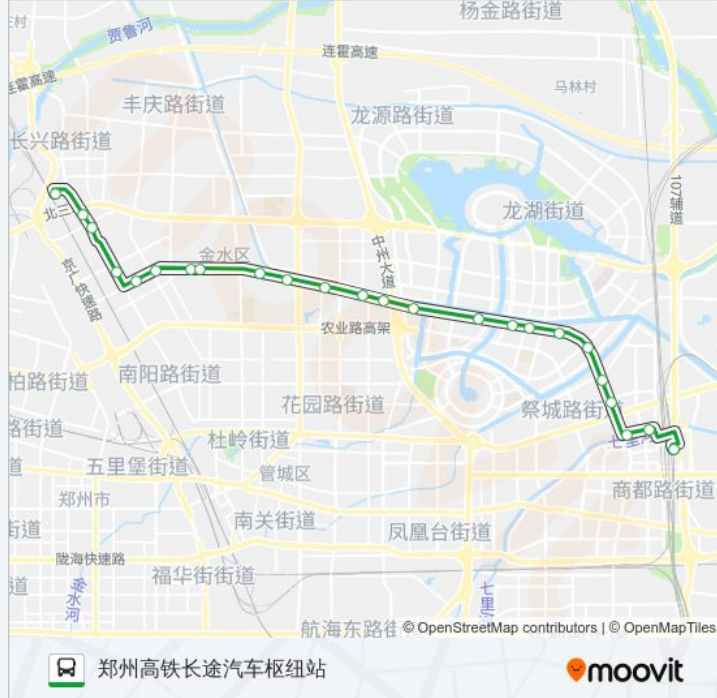 庄村
贾鲁河
杨金路街道
连霍高速
连霍高速
马林村
丰庆路街道
龙源路街道
长兴路街道
107辅道
龙湖街道
北三
金水区
中州大道
京广快速路
农业路高架
柏路街道
南阳路街道
花园路街道
祭城路街道
路街道
杜岭街道
七里河
五里堡街道
管城区
道
商都路街道
郑州市
街道
南关街道
凤凰台街道
陇海快速路
福华街街道
道
金水河
七里河
航海东路街
© OpenStreetMap contributors | © OpenMapTiles
郑州高铁长途汽车枢纽站
moovit